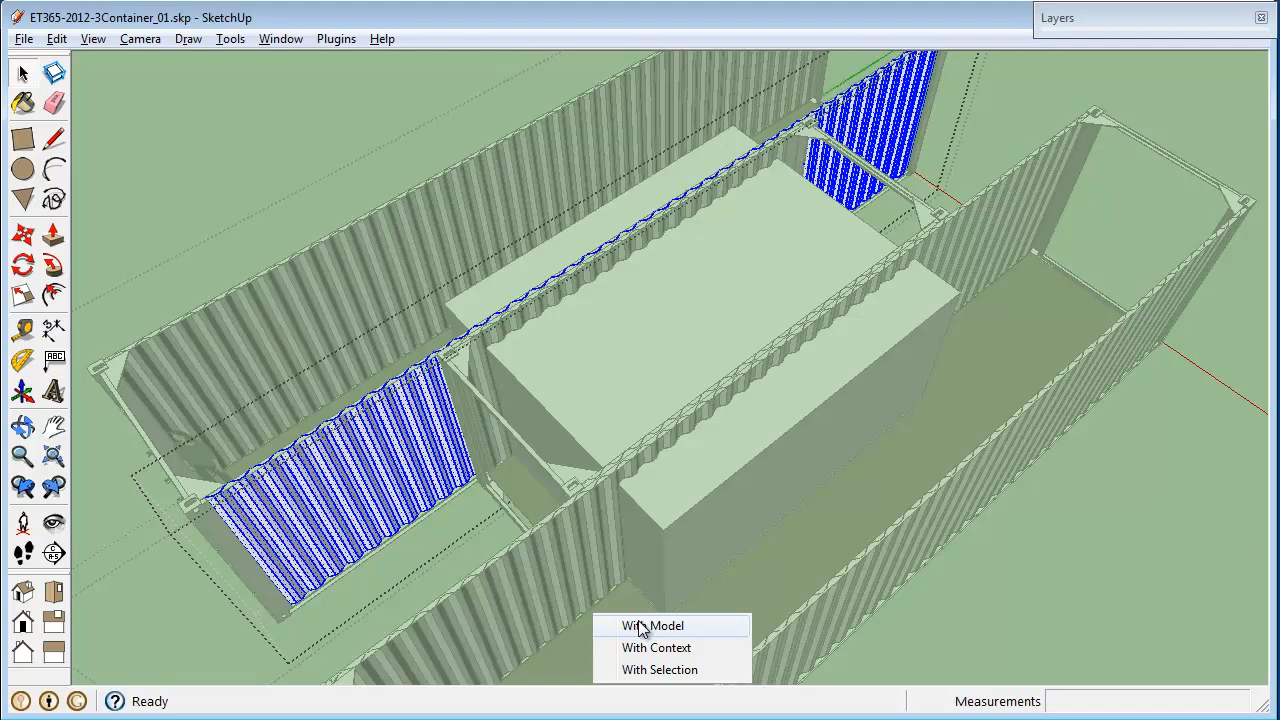 ET365-2012-3Container_01.skp - SketchUp
Layers
File Edit View Camera Draw Tools Window Plugins Help
ABC
A
With Model
With Context
With Selection
Ready
Measurements